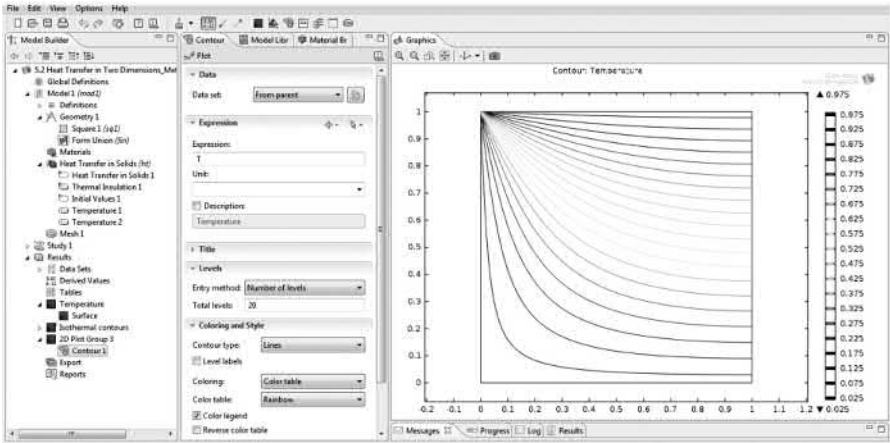 File Edit View Options Help
Model Builder
5.2 Heat Transfer in Two Dimensions_Met
Global Definitions
Model 1 (mod1)
Definitions
Geometry 1
Square 1 (sq1)
Form Union (fin)
Materials
Heat Transfer in Solids (ht)
Heat Transfer in Solids 1
Thermal Insulation 1
Initial Values 1
Temperature 1
Temperature 2
Mesh 1
Study 1
Results
Data Sets
Derived Values
Tables
Temperature
Surface
Isothermal contours
2D Plot Group 3
Contour 1
Export
Reports
Contour Model Libr Material Br
Plot
Data
Data set: From parent
Expression
Expression:
T
Unit:
Description:
Temperature
Title
Levels
Entry method: Number of levels
Total levels: 20
Coloring and Style
Contour type: Lines
Level labels
Coloring: Color table
Color table: Rainbow
Color legend
Reverse color table
Graphics
Contour: Temperature
▲ 0.975
1
0.9
0.8
0.7
0.6
0.5
0.4
0.3
0.2
0.1
0
-0.2 -0.1 0 0.1 0.2 0.3 0.4 0.5 0.6 0.7 0.8 0.9 1 1.1 1.2
0.975
0.925
0.875
0.825
0.775
0.725
0.675
0.625
0.575
0.525
0.475
0.425
0.375
0.325
0.275
0.225
0.175
0.125
0.075
0.025
▼ 0.025
Messages Progress Log Results